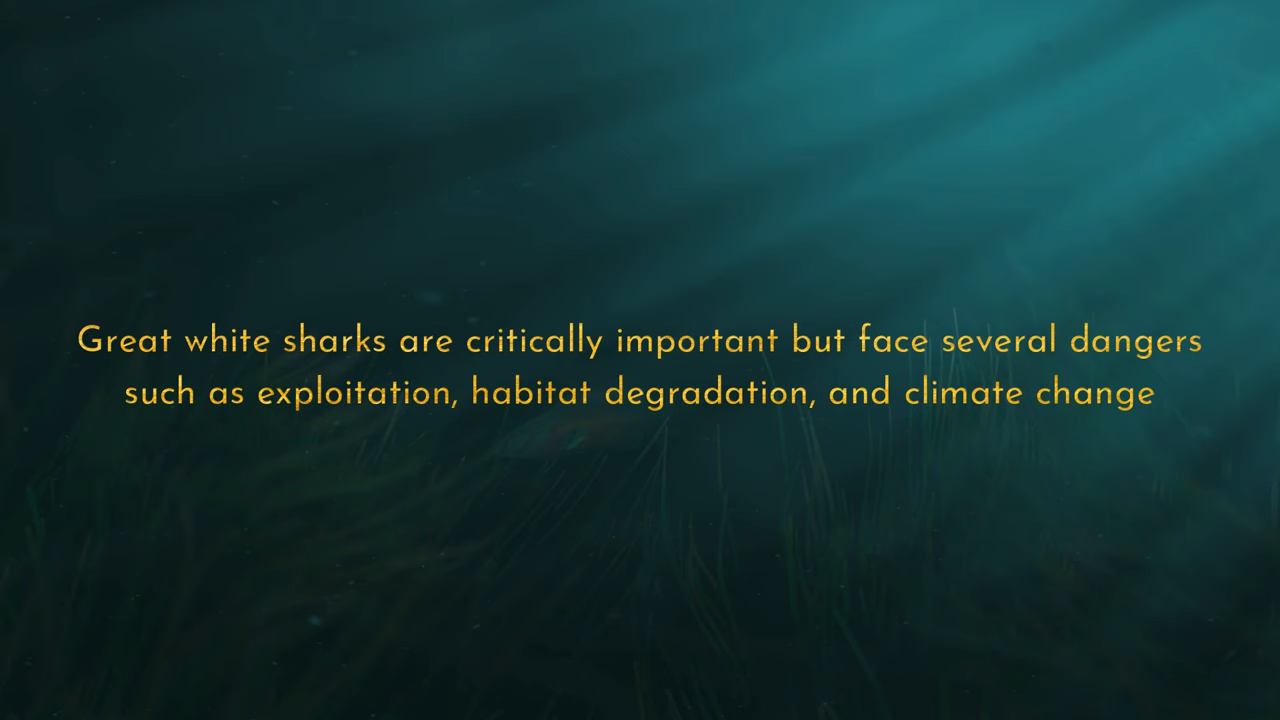 Great white sharks are critically important but face several dangers
such as exploitation, habitat degradation, and climate change